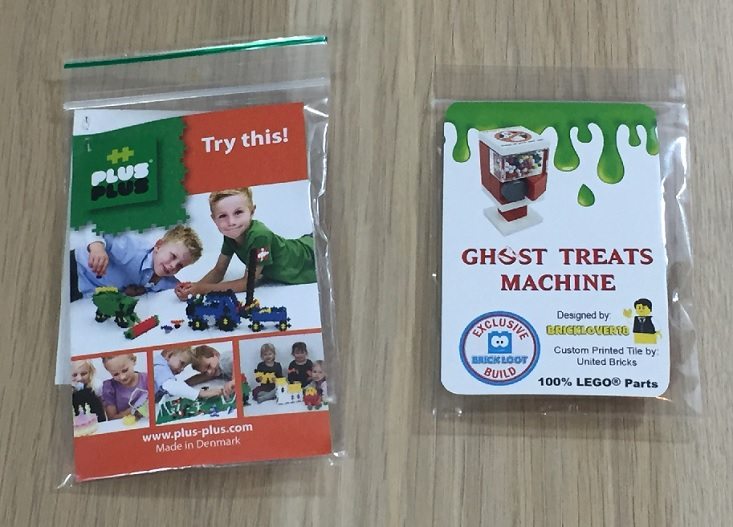 PLUS
PLUS
Try this!
www.plus-plus.com
Made in Denmark
GHOST TREATS
MACHINE
EXCLUSIVE
BRICK LOOT
BUILD
Designed by:
BRICKLOVER18
Custom Printed Tile by:
United Bricks
100% LEGO® Parts